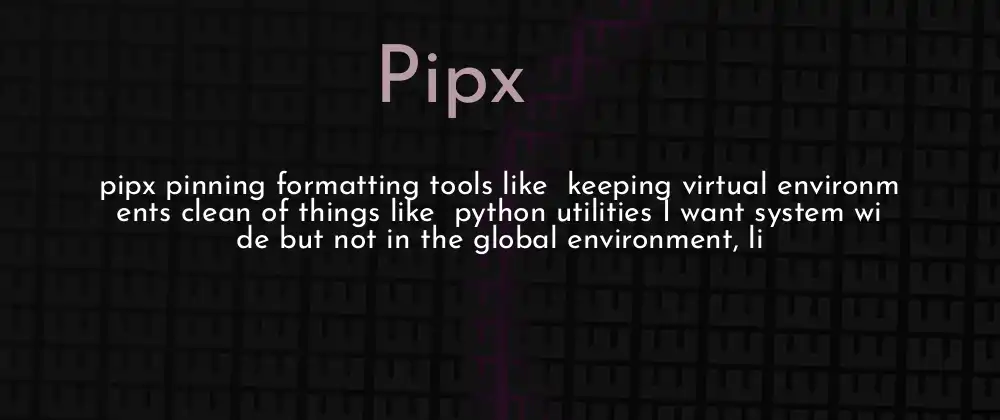 Pipx
pipx pinning formatting tools like  keeping virtual environm
ents clean of things like  python utilities I want system wi
de but not in the global environment, li